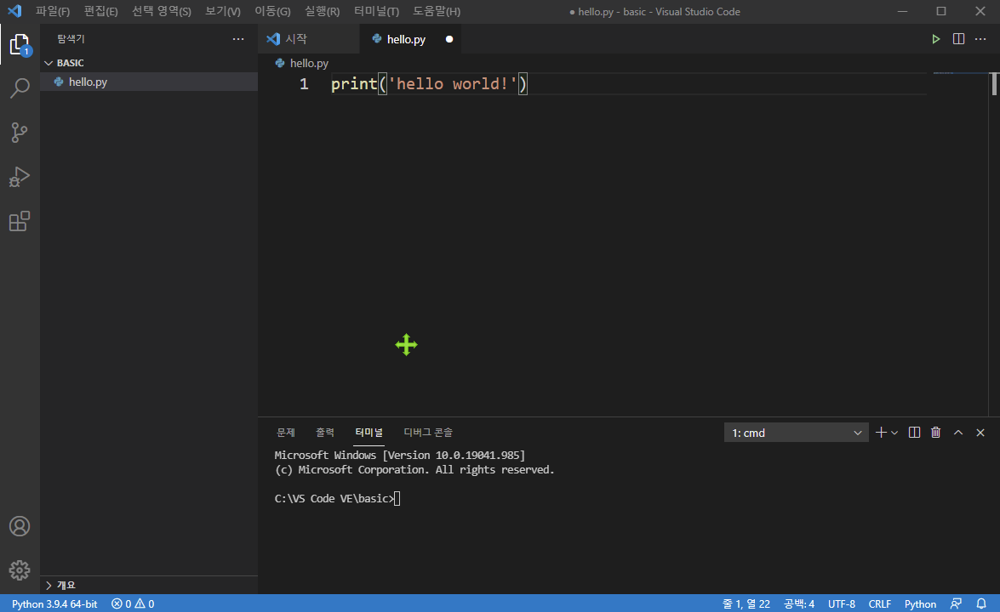 파일(F) 편집(E) 선택 영역(S) 보기(V) 이동(G) 실행(R) 터미널(T) 도움말(H) ● hello.py - basic - Visual Studio Code
탐색기
시작 hello.py
1
BASIC
hello.py
hello.py
1 print('hello world!')
문제 출력 터미널 디버그 콘솔 1: cmd
Microsoft Windows [Version 10.0.19041.985]
(c) Microsoft Corporation. All rights reserved.
C:\VS Code VE\basic>
개요
Python 3.9.4 64-bit 0 0 줄 1, 열 22 공백: 4 UTF-8 CRLF Python